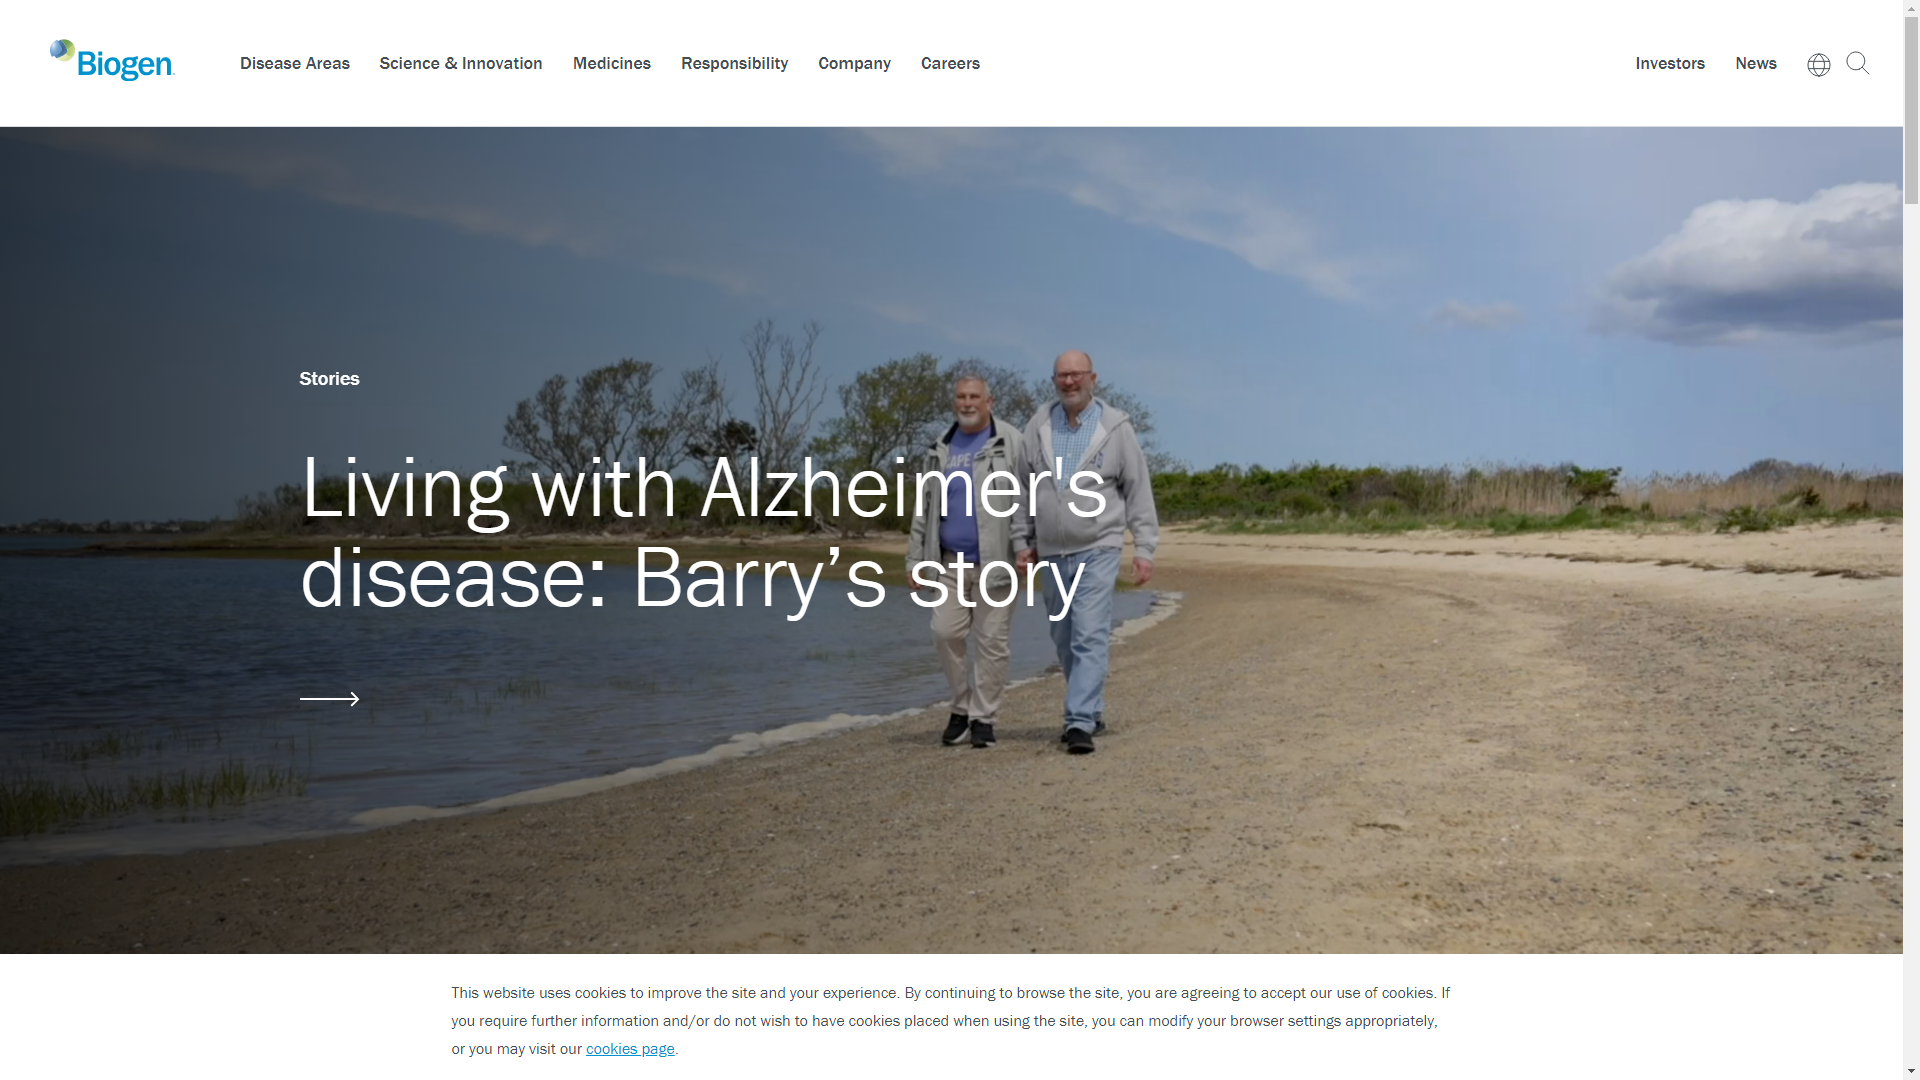 Biogen
Disease Areas
Science & Innovation
Medicines
Responsibility
Company
Careers
Investors
News
Stories
Living with Alzheimer's
disease: Barry’s story
This website uses cookies to improve the site and your experience. By continuing to browse the site, you are agreeing to accept our use of cookies. If
you require further information and/or do not wish to have cookies placed when using the site, you can modify your browser settings appropriately,
or you may visit our cookies page.